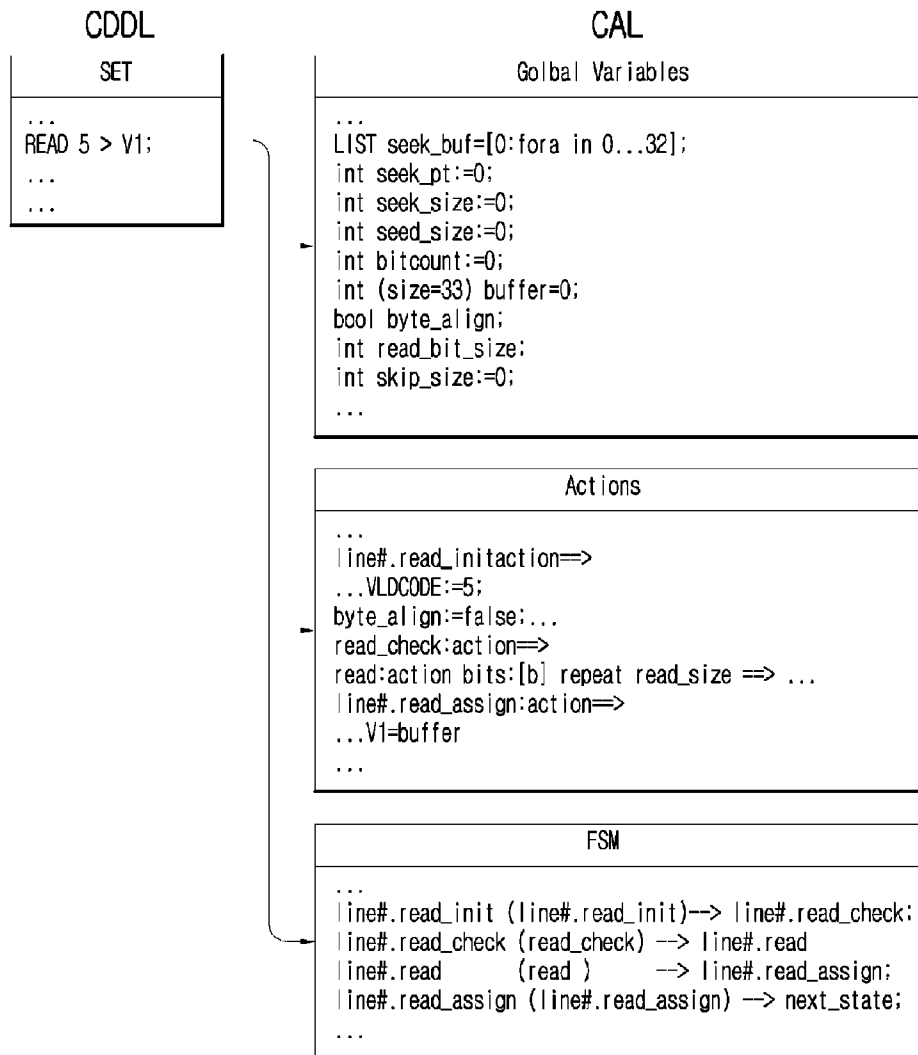 CDDL
SET
...
READ 5 > V1;
...
...
CAL
Golbal Variables
...
LIST seek_buf=[0:fora in 0...32];
int seek_pt:=0;
int seek_size:=0;
int seed_size:=0;
int bitcount:=0;
int (size=33) buffer=0;
bool byte_align;
int read_bit_size;
int skip_size:=0;
...
Actions
...
line#.read_initaction==>
...VLDCODE:=5;
byte_align:=false;...
read_check:action==>
read:action bits:[b] repeat read_size ==> ...
line#.read_assign:action==>
...V1=buffer
...
FSM
...
line#.read_init (line#.read_init)--> line#.read_check;
line#.read_check (read_check) --> line#.read
line#.read (read ) --> line#.read_assign;
line#.read_assign (line#.read_assign) --> next_state;
...